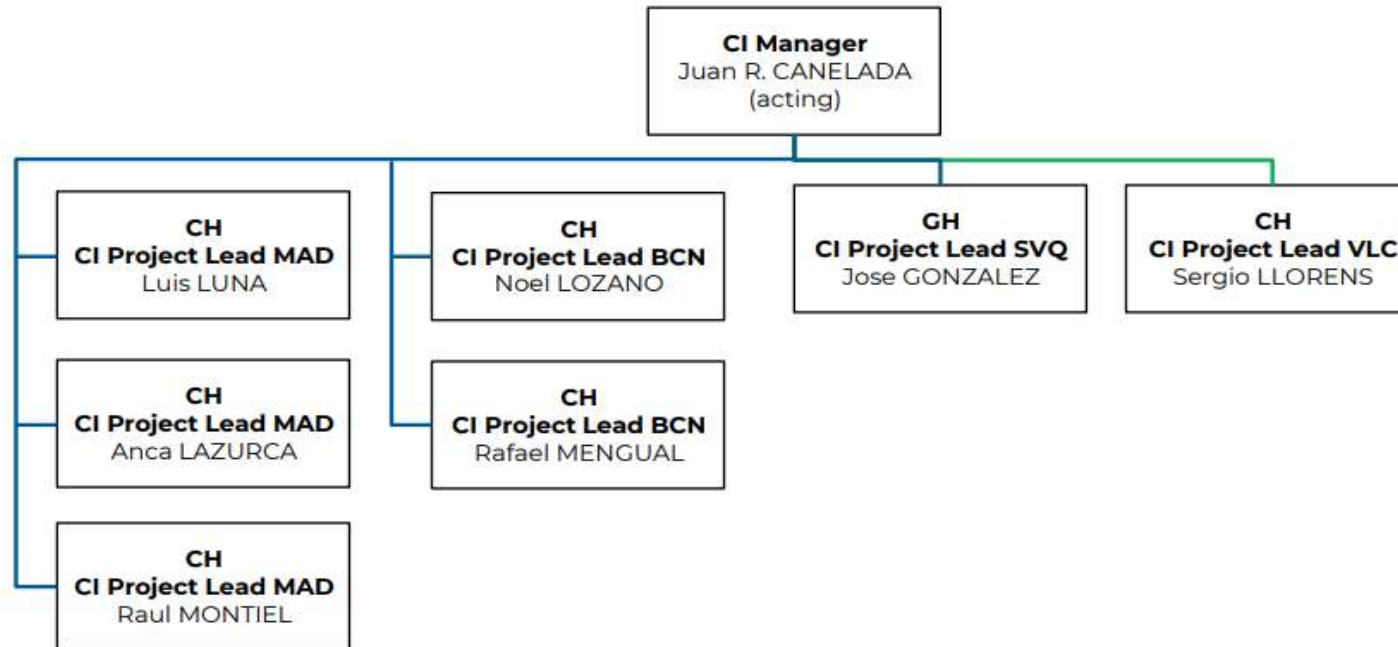 CI Manager
Juan R. CANELADA
(acting)
CH
CI Project Lead MAD
Luis LUNA
CH
CI Project Lead BCN
Noel LOZANO
GH
CI Project Lead SVQ
Jose GONZALEZ
CH
CI Project Lead VLC
Sergio LLORENS
CH
CI Project Lead MAD
Anca LAZURCA
CH
CI Project Lead BCN
Rafael MENGUAL
CH
CI Project Lead MAD
Raul MONTIEL